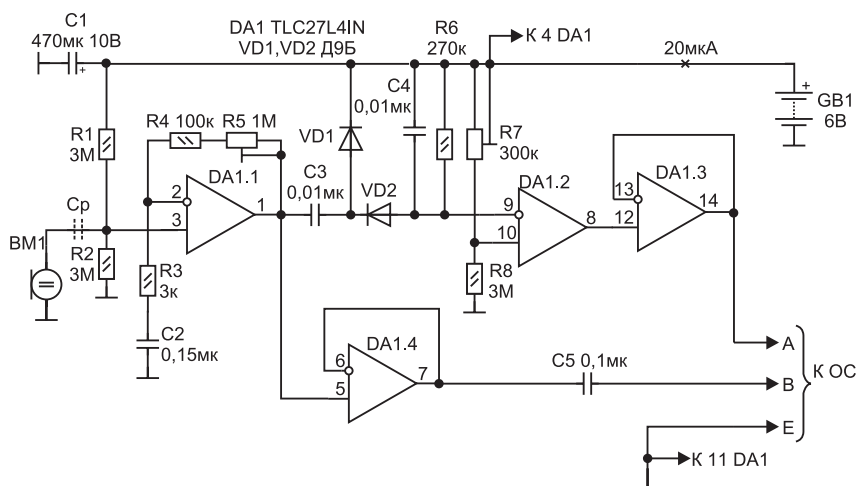 C1
470мк 10В
+
DA1 TLC27L4IN
VD1,VD2 Д9Б
R6
270к
К 4 DA1
20мкА
+
GB1
6В
R1
3М
R4 100к
R5 1М
VD1
C4
0,01мк
R7
300к
DA1.1
2
3
1
C3
0,01мк
VD2
DA1.2
9
10
8
DA1.3
13
12
14
Ср
BM1
R2
3М
R3
3к
R8
3М
C2
0,15мк
DA1.4
6
5
7
C5 0,1мк
А
В
Е
К ОС
К 11 DA1